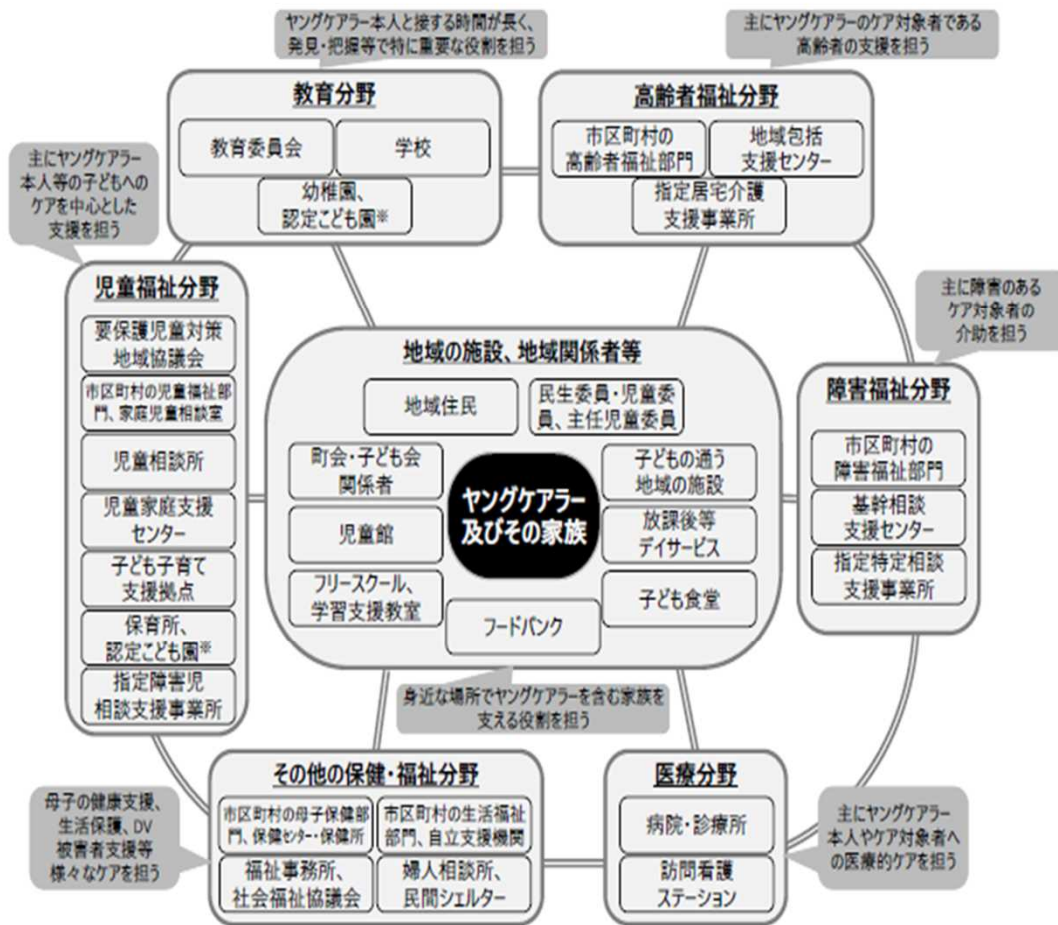 ヤングケアラー本人と接する時間が長く、
発見・把握等で特に重要な役割を担う
主にヤングケアラーのケア対象者である
高齢者の支援を担う
教育分野
教育委員会
学校
幼稚園、
認定こども園※
高齢者福祉分野
市区町村の
高齢者福祉部門
地域包括
支援センター
指定居宅介護
支援事業所
主にヤングケアラー
本人等の子どもへの
ケアを中心とした
支援を担う
児童福祉分野
要保護児童対策
地域協議会
市区町村の児童福祉部
門、家庭児童相談室
児童相談所
児童家庭支援
センター
子ども子育て
支援拠点
保育所、
認定こども園※
指定障害児
相談支援事業所
地域の施設、地域関係者等
地域住民
民生委員・児童委
員、主任児童委員
町会・子ども会
関係者
児童館
フリースクール、
学習支援教室
ヤングケアラー
及びその家族
子どもの通う
地域の施設
放課後等
デイサービス
子ども食堂
フードバンク
身近な場所でヤングケアラーを含む家族を
支える役割を担う
主に障害のある
ケア対象者の
介助を担う
障害福祉分野
市区町村の
障害福祉部門
基幹相談
支援センター
指定特定相談
支援事業所
母子の健康支援、
生活保護、DV
被害者支援等
様々なケアを担う
その他の保健・福祉分野
市区町村の母子保健部
門、保健センター・保健所
市区町村の生活福祉
部門、自立支援機関
福祉事務所、
社会福祉協議会
婦人相談所、
民間シェルター
医療分野
病院・診療所
訪問看護
ステーション
主にヤングケアラー
本人やケア対象者へ
の医療的ケアを担う